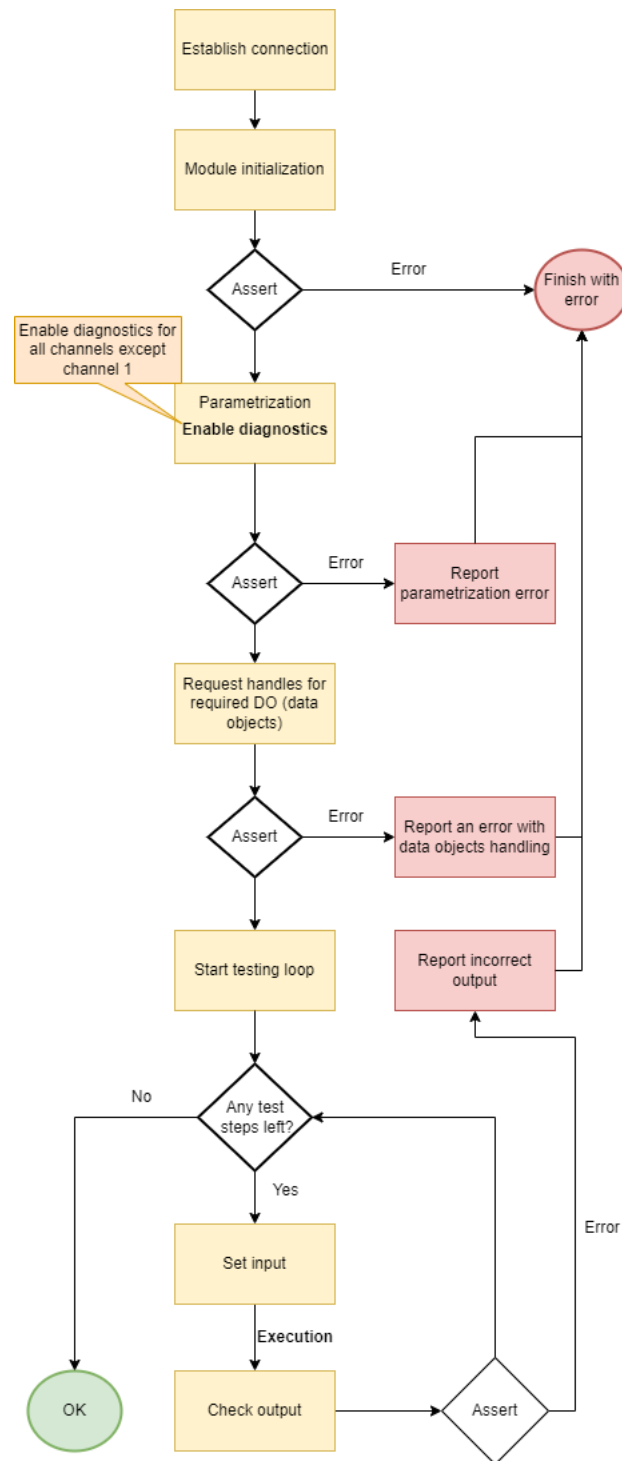 Establish connection
Module initialization
Assert
Error
Finish with
error
Enable diagnostics for
all channels except
channel 1
Parametrization
Enable diagnostics
Assert
Error
Report
parametrization error
Request handles for
required DO (data
objects)
Assert
Error
Report an error with
data objects handling
Start testing loop
Report incorrect
output
No
Any test
steps left?
Yes
Error
Set input
Execution
OK
Check output
Assert